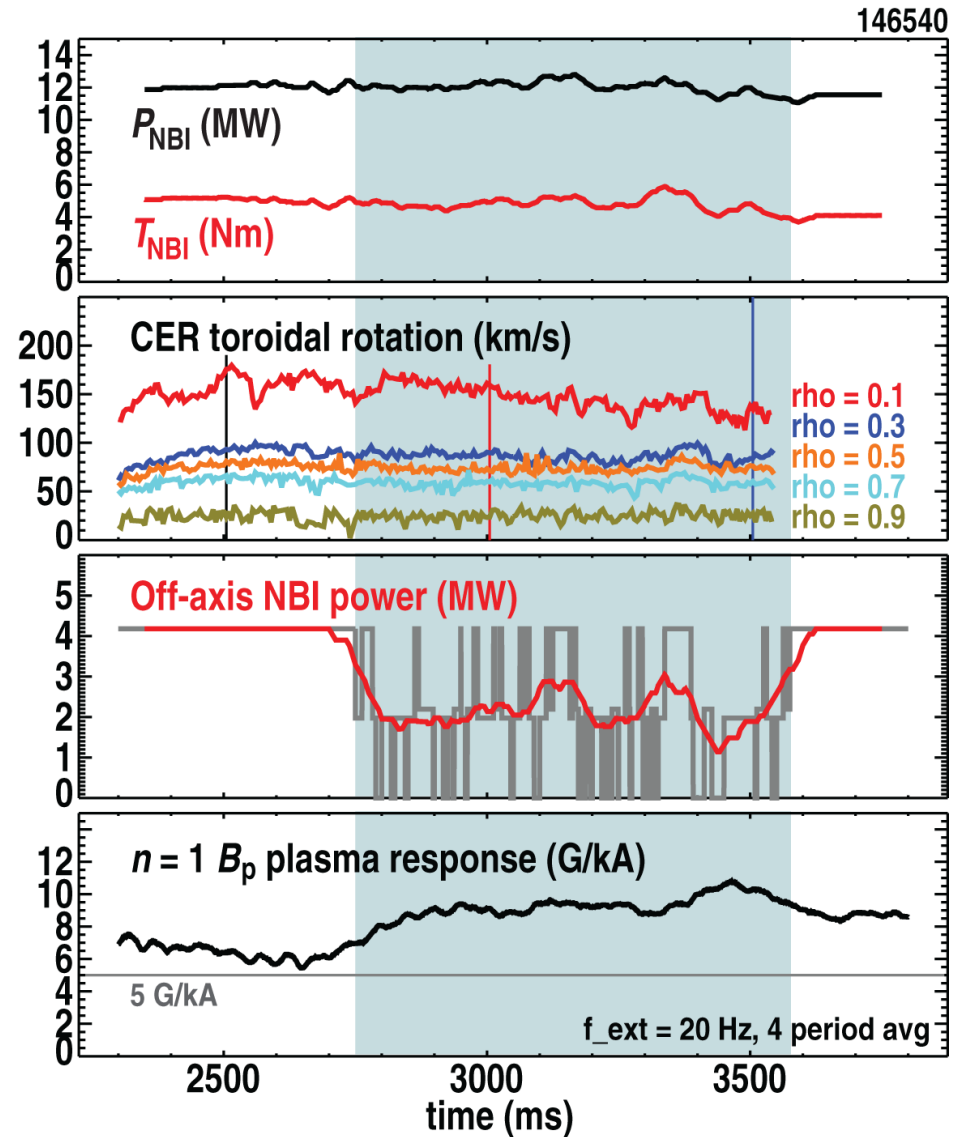 146540
14
12
10
8
6
4
2
0
P_NBI (MW)
T_NBI (Nm)
200
150
100
50
0
CER toroidal rotation (km/s)
rho = 0.1
rho = 0.3
rho = 0.5
rho = 0.7
rho = 0.9
5
4
3
2
1
0
Off-axis NBI power (MW)
12
10
8
6
4
2
0
n = 1 B_p plasma response (G/kA)
5 G/kA
f_ext = 20 Hz, 4 period avg
2500 3000 3500
time (ms)